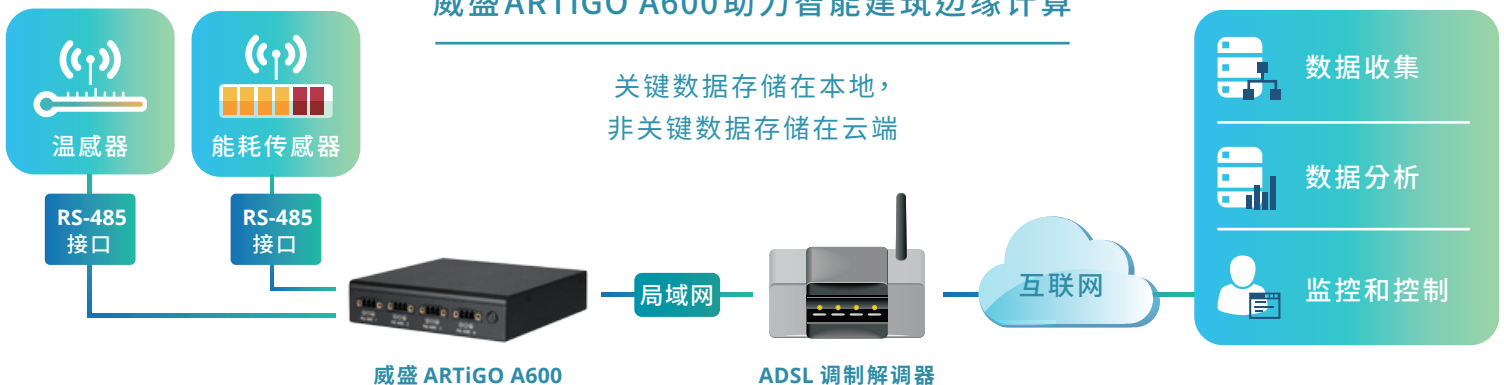 威盛ARTiGO A600助力智能建筑边缘计算
关键数据存储在本地，
非关键数据存储在云端
温感器
能耗传感器
RS-485
接口
RS-485
接口
局域网
互联网
威盛 ARTiGO A600
ADSL 调制解调器
数据收集
数据分析
监控和控制